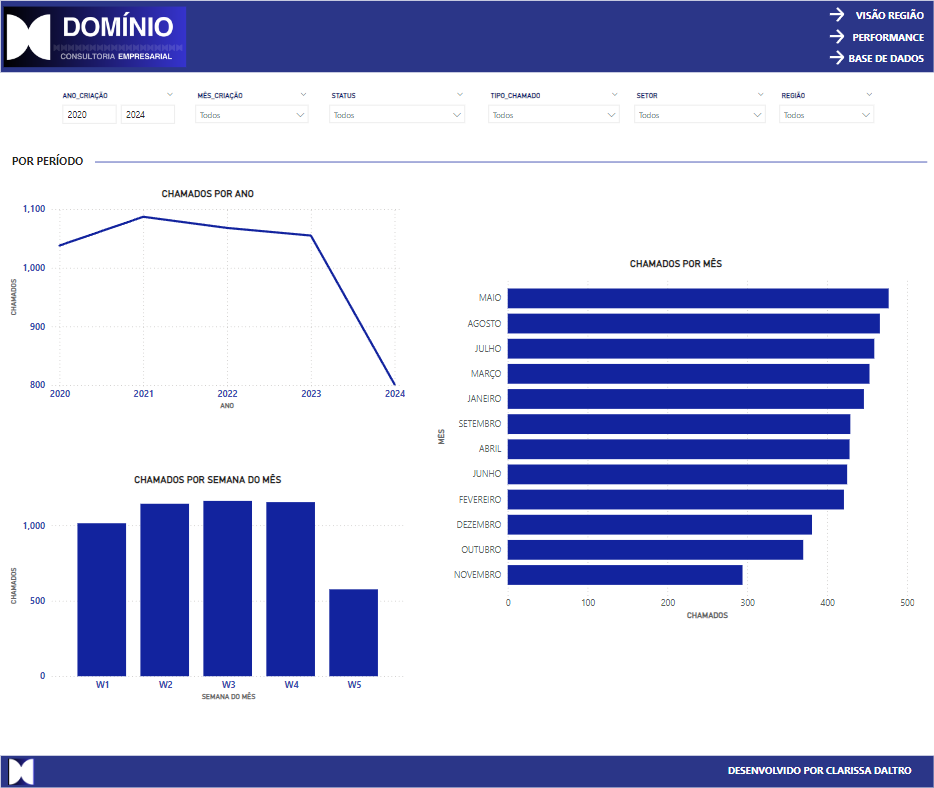 DOMÍNIO
CONSULTORIA EMPRESARIAL
VISÃO REGIÃO
PERFORMANCE
BASE DE DADOS
ANO_CRIAÇÃO
MÊS_CRIAÇÃO
STATUS
TIPO_CHAMADO
SETOR
REGIÃO
2020
2024
Todos
Todos
Todos
Todos
Todos
POR PERÍODO
CHAMADOS POR ANO
1,100
1,000
900
800
CHAMADOS
2020
2021
2022
2023
2024
ANO
CHAMADOS POR SEMANA DO MÊS
1,000
500
0
CHAMADOS
W1
W2
W3
W4
W5
SEMANA DO MÊS
CHAMADOS POR MÊS
MÊS
MAIO
AGOSTO
JULHO
MARÇO
JANEIRO
SETEMBRO
ABRIL
JUNHO
FEVEREIRO
DEZEMBRO
OUTUBRO
NOVEMBRO
0
100
200
300
400
500
CHAMADOS
DESENVOLVIDO POR CLARISSA DALTRO